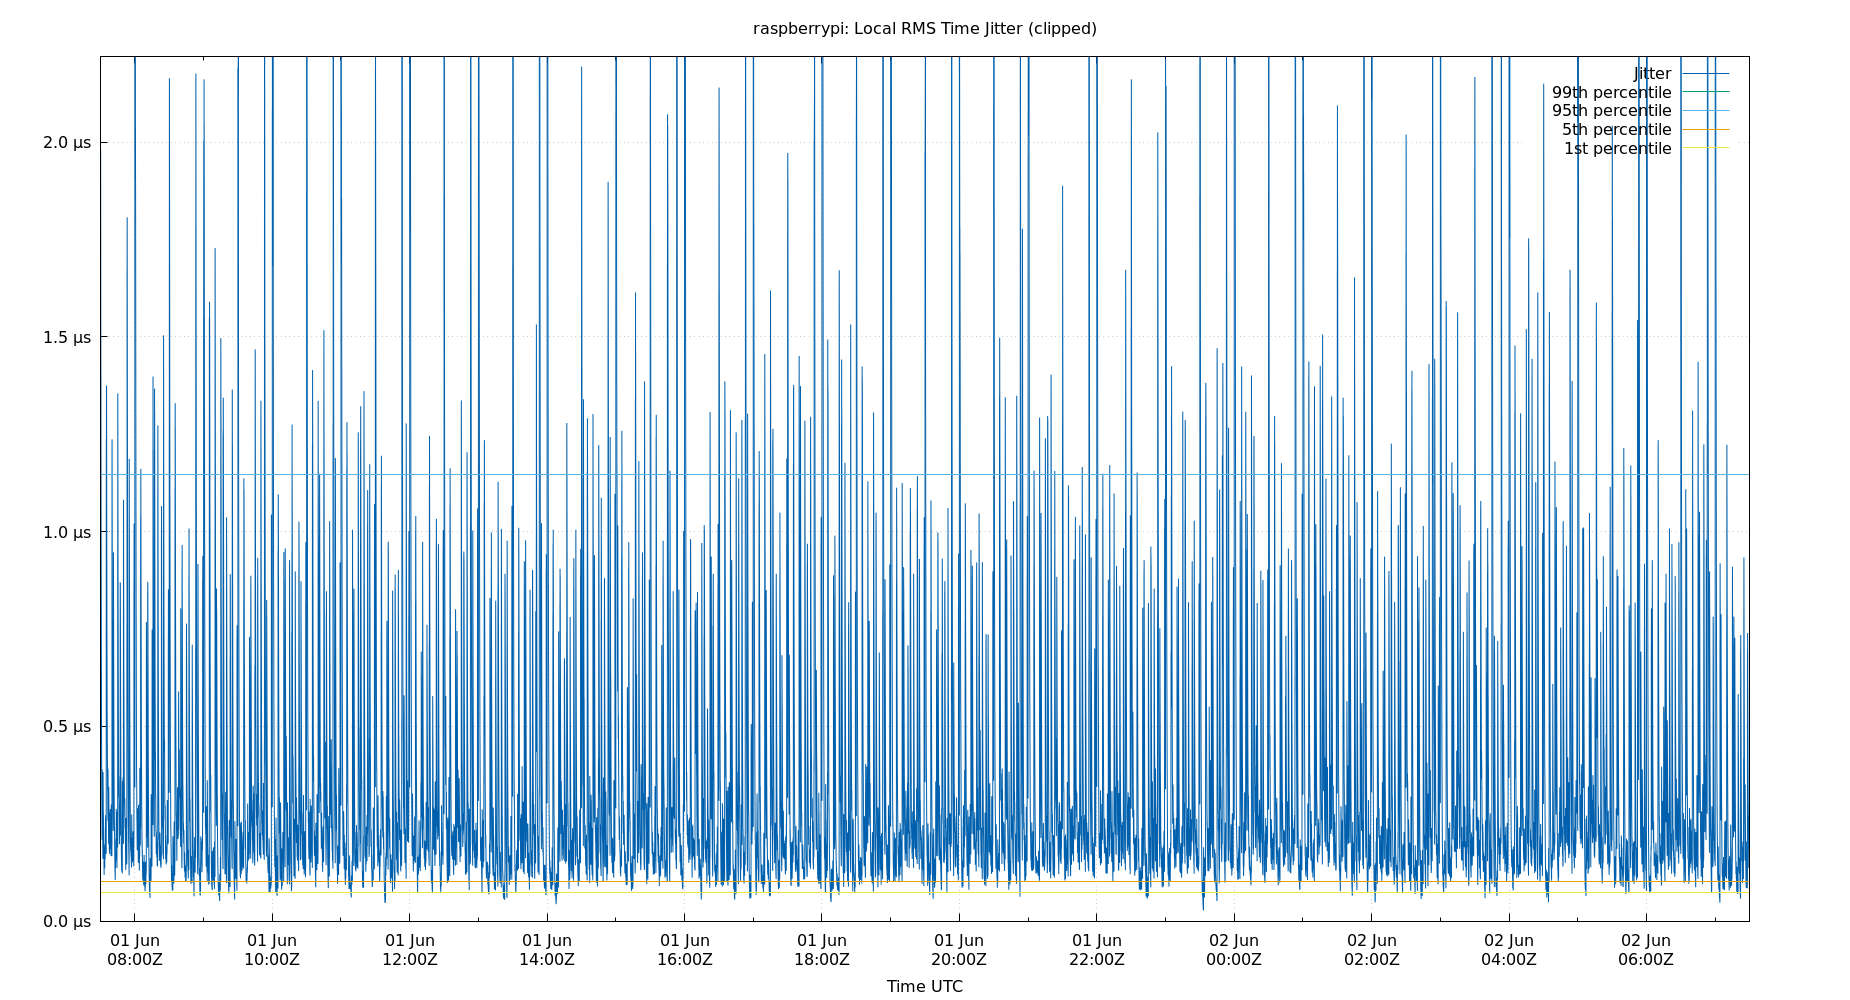 raspberrypi: Local RMS Time Jitter (clipped)
Jitter
99th percentile
95th percentile
5th percentile
1st percentile
2.0 μs
1.5 μs
1.0 μs
0.5 μs
0.0 μs
01 Jun 01 Jun 01 Jun 01 Jun 01 Jun 01 Jun 01 Jun 01 Jun 02 Jun 02 Jun 02 Jun 02 Jun
08:00Z 10:00Z 12:00Z 14:00Z 16:00Z 18:00Z 20:00Z 22:00Z 00:00Z 02:00Z 04:00Z 06:00Z
Time UTC